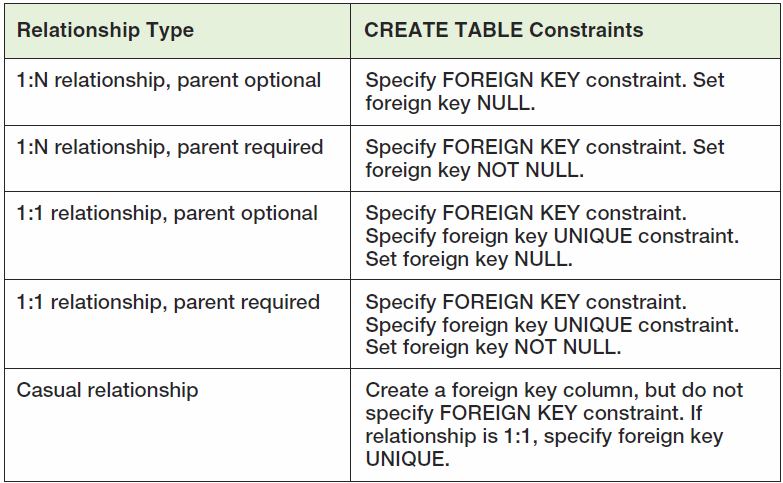 Relationship Type
CREATE TABLE Constraints
1:N relationship, parent optional
Specify FOREIGN KEY constraint. Set
foreign key NULL.
1:N relationship, parent required
Specify FOREIGN KEY constraint. Set
foreign key NOT NULL.
1:1 relationship, parent optional
Specify FOREIGN KEY constraint.
Specify foreign key UNIQUE constraint.
Set foreign key NULL.
1:1 relationship, parent required
Specify FOREIGN KEY constraint.
Specify foreign key UNIQUE constraint.
Set foreign key NOT NULL.
Casual relationship
Create a foreign key column, but do not
specify FOREIGN KEY constraint. If
relationship is 1:1, specify foreign key
UNIQUE.